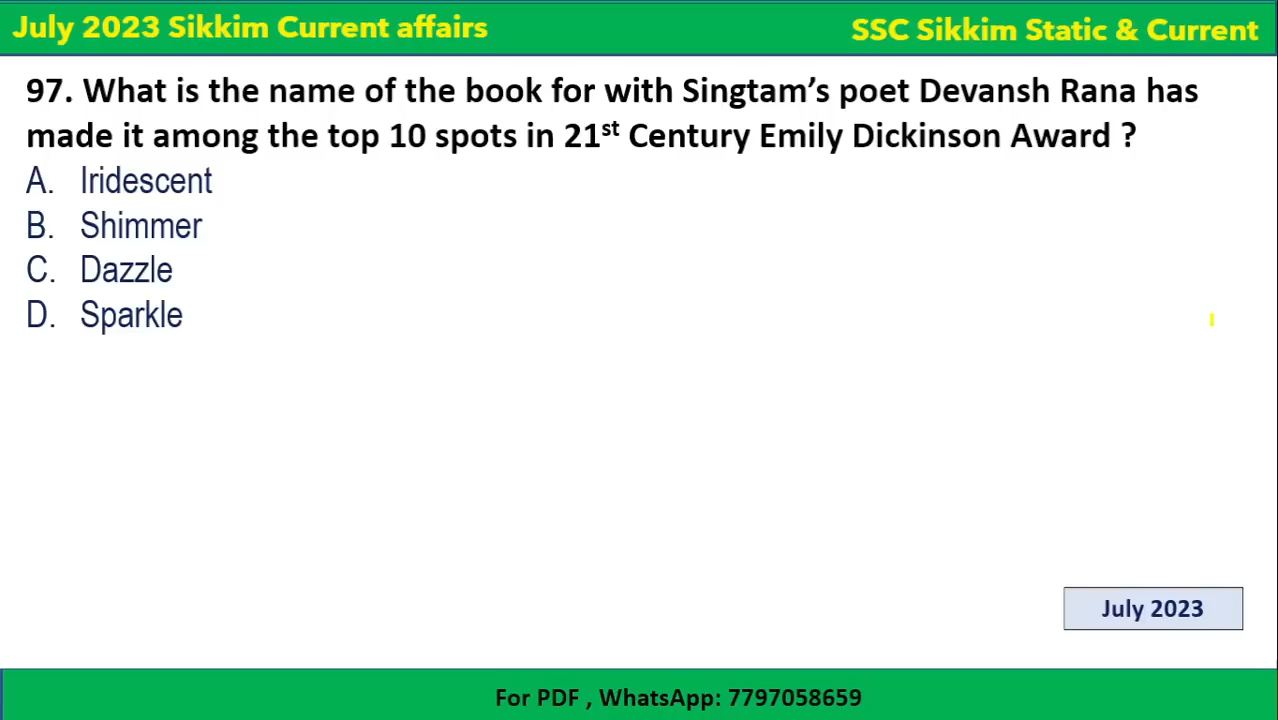 July 2023 Sikkim Current affairs
SSC Sikkim Static & Current
97. What is the name of the book for with Singtam’s poet Devansh Rana has
made it among the top 10 spots in 21st Century Emily Dickinson Award ?
A. Iridescent
B. Shimmer
C. Dazzle
D. Sparkle
July 2023
For PDF , WhatsApp: 7797058659